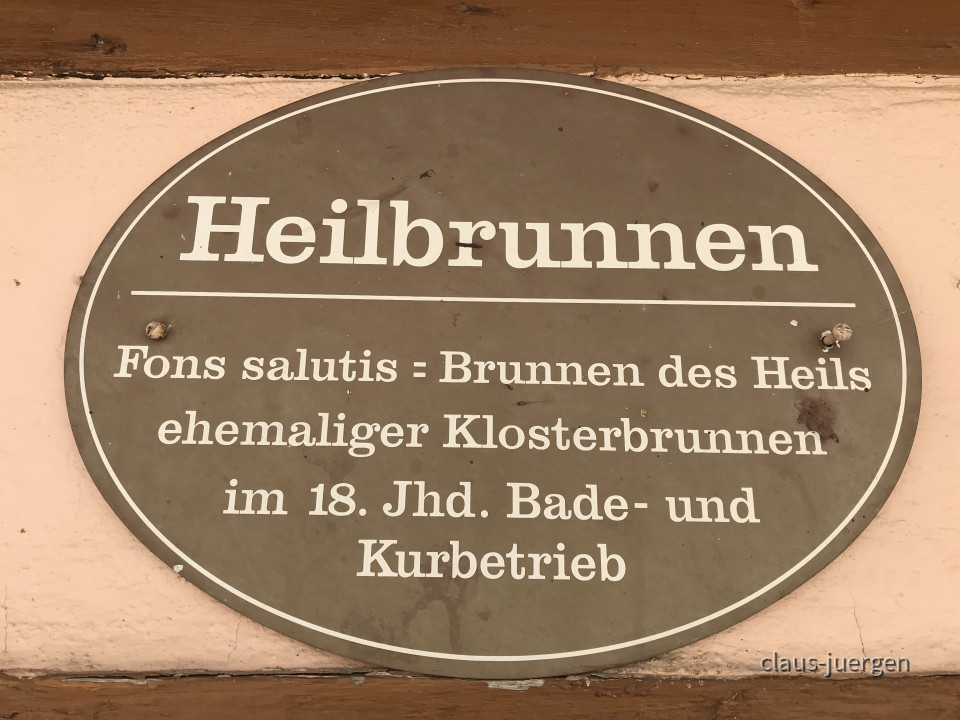 Heilbrunnen
Fons salutis = Brunnen des Heils
ehemaliger Klosterbrunnen
im 18. Jhd. Bade- und
Kurbetrieb
claus-juergen